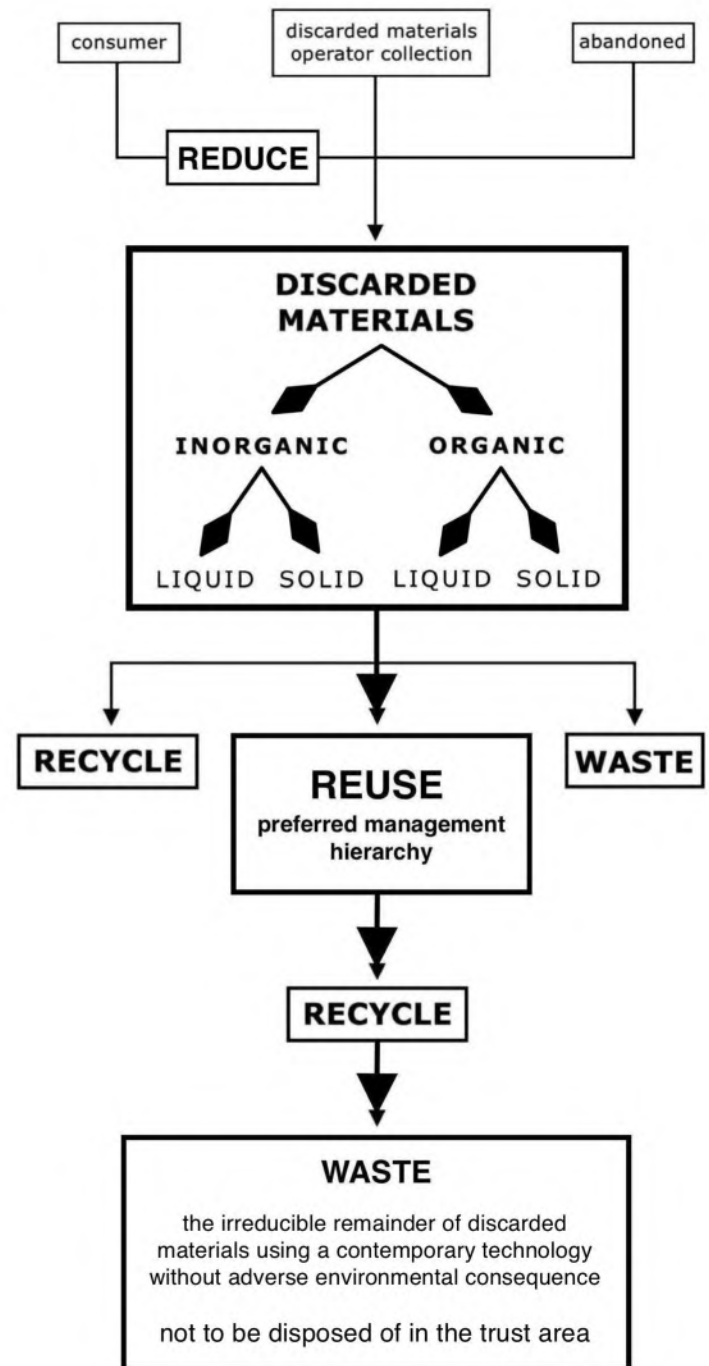 consumer
discarded materials
operator collection
abandoned
REDUCE
DISCARDED
MATERIALS
INORGANIC
ORGANIC
LIQUID SOLID LIQUID SOLID
RECYCLE
REUSE
preferred management
hierarchy
WASTE
RECYCLE
WASTE
the irreducible remainder of discarded
materials using a contemporary technology
without adverse environmental consequence
not to be disposed of in the trust area